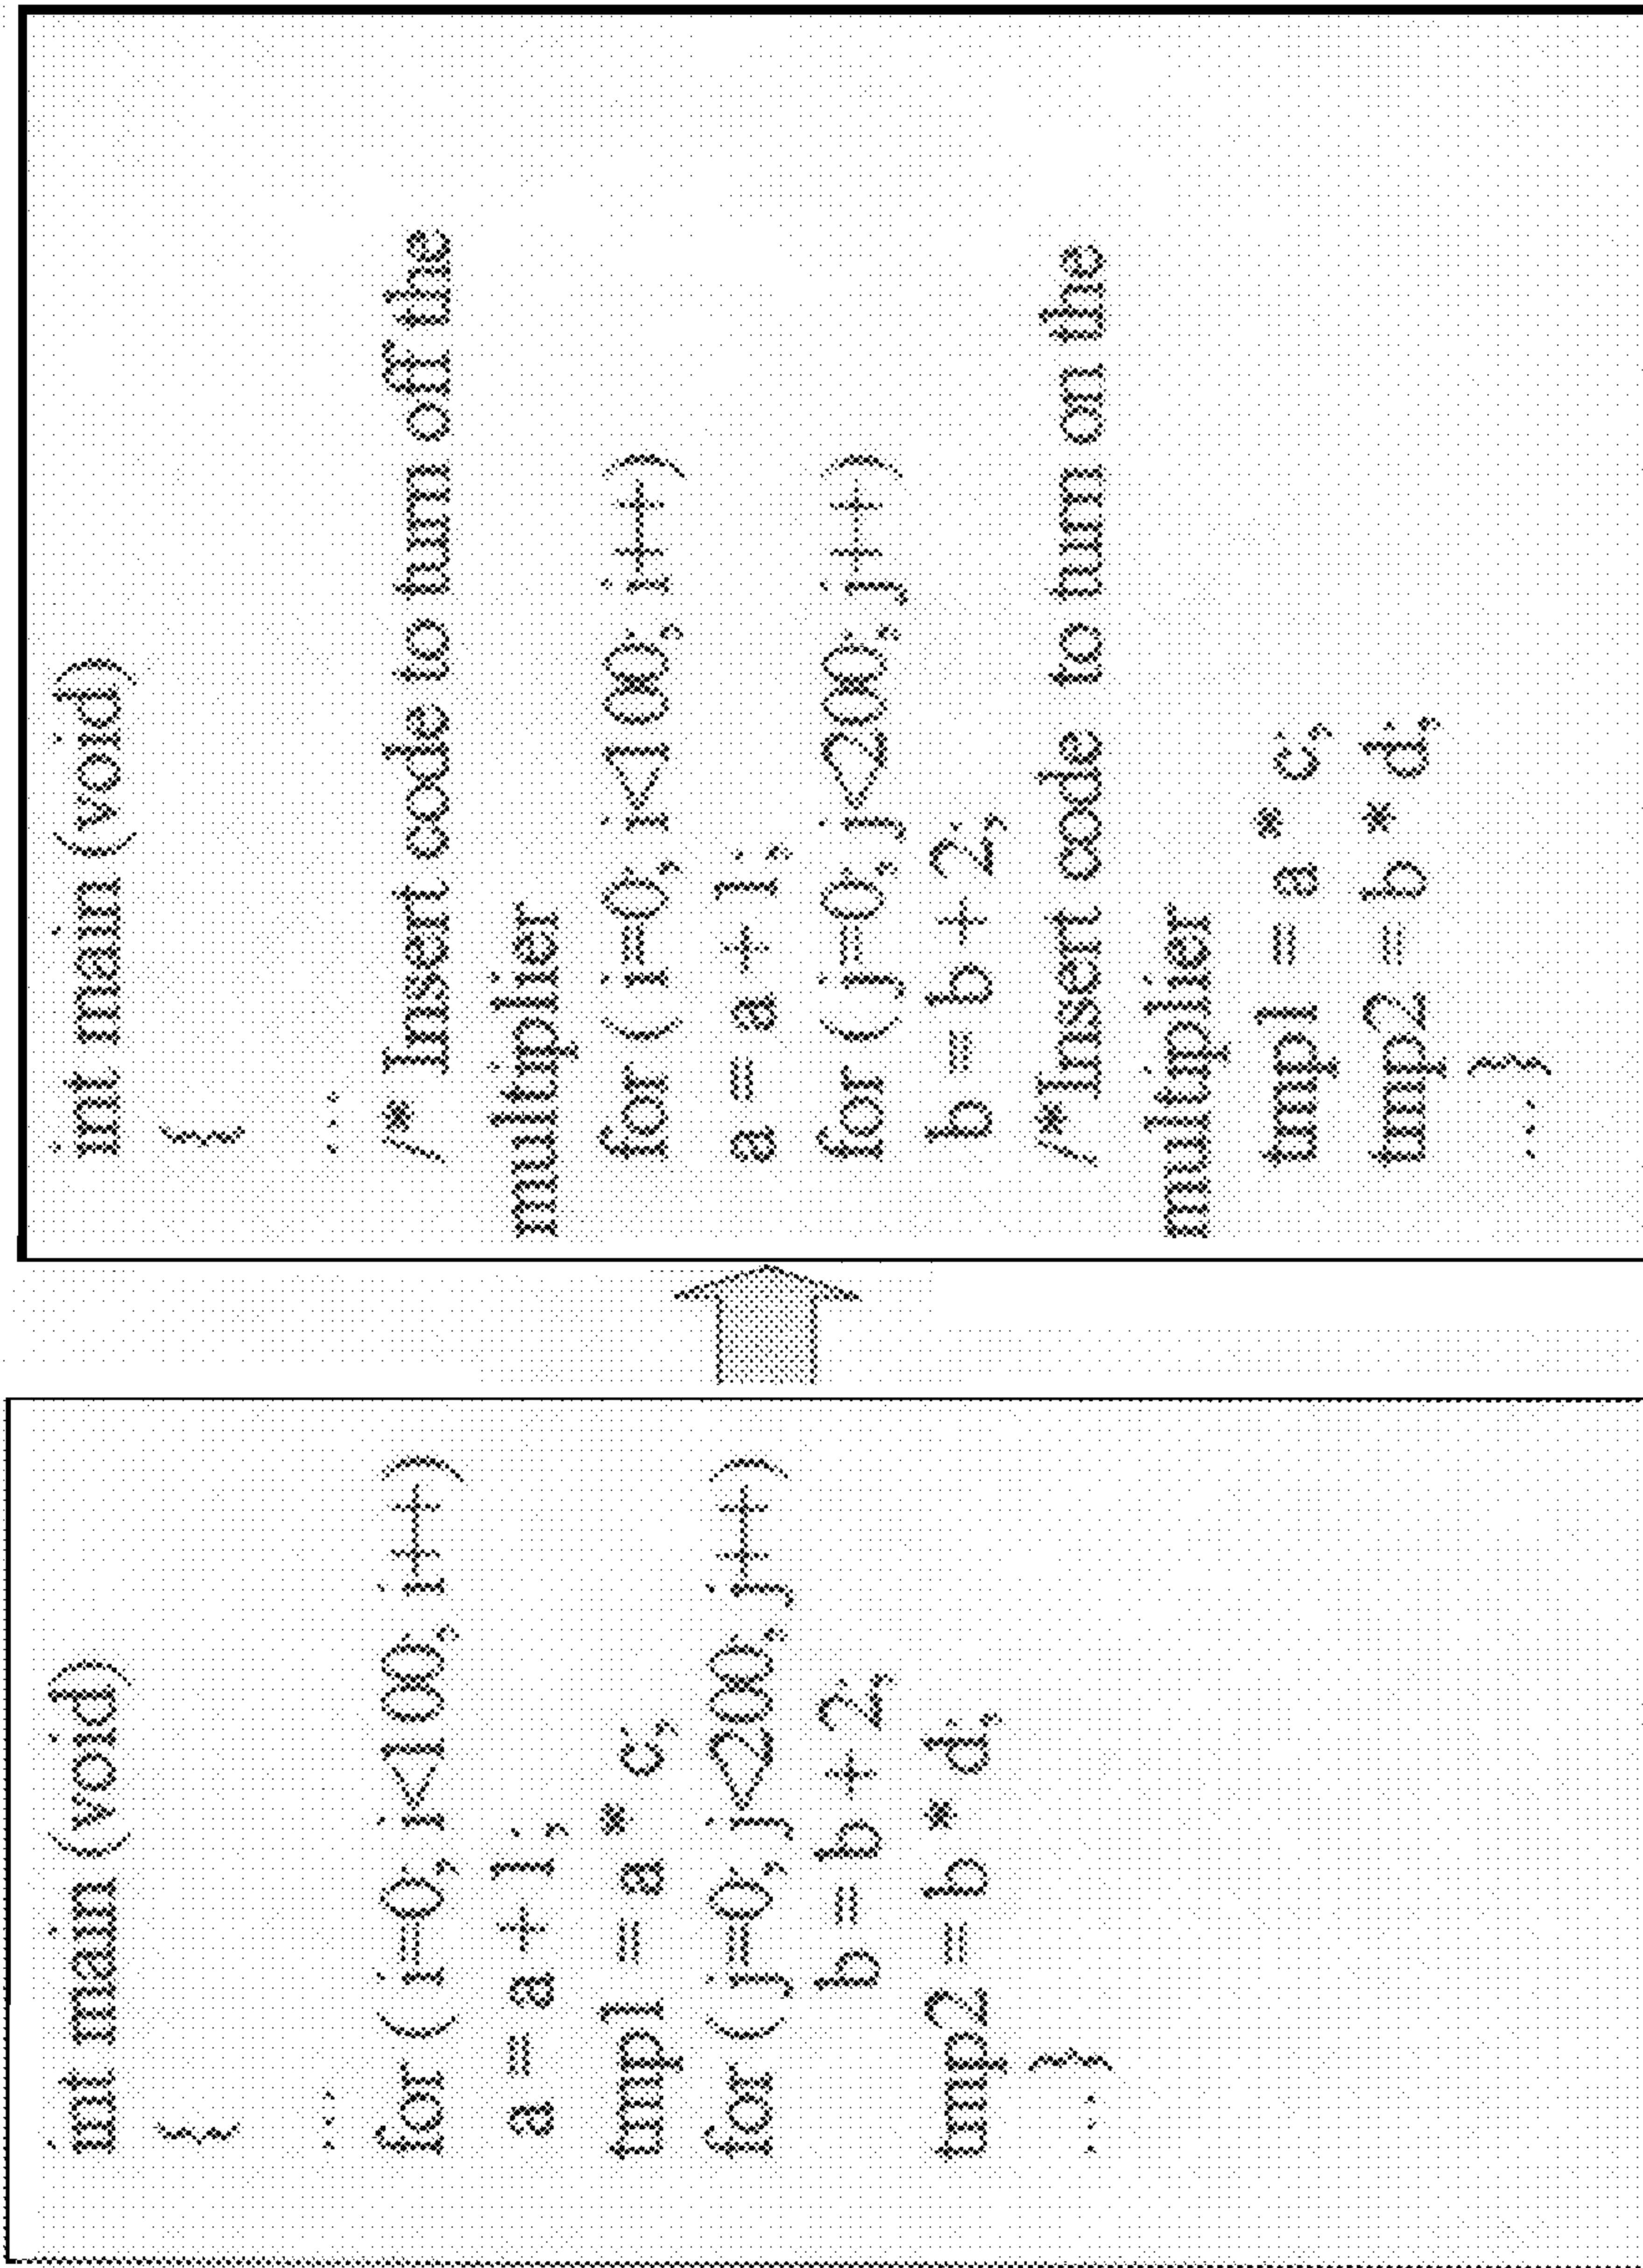 int main (void)
{
...
for ( i=0; i<100; i++)
a = a + 1;
tmp1 = a * c;
for ( j=0; j<200; j++)
b = b + 2;
tmp2 = b * d;
...}
int main (void)
{
...
/* Insert code to turn off the
multiplier
for ( i=0; i<100; i++)
a = a + 1;
for ( j=0; j<200; j++)
b = b + 2;
/*Insert code to turn on the
multiplier
tmp1 = a * c;
tmp2 = b * d;
... }